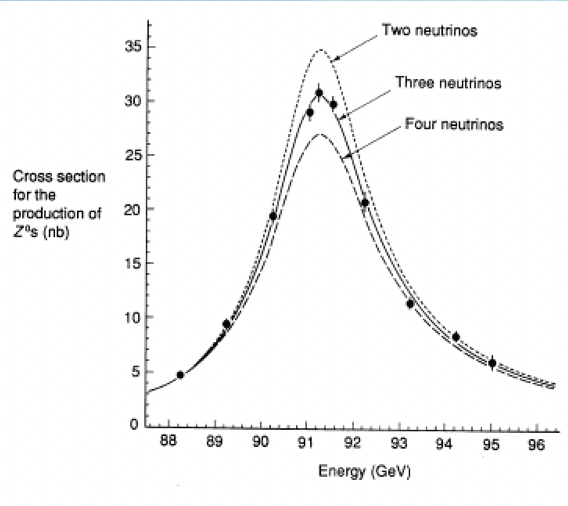 Two neutrinos
Three neutrinos
Four neutrinos
Cross section
for the
production of
Z⁰s (nb)
35
30
25
20
15
10
5
0
88 89 90 91 92 93 94 95 96
Energy (GeV)